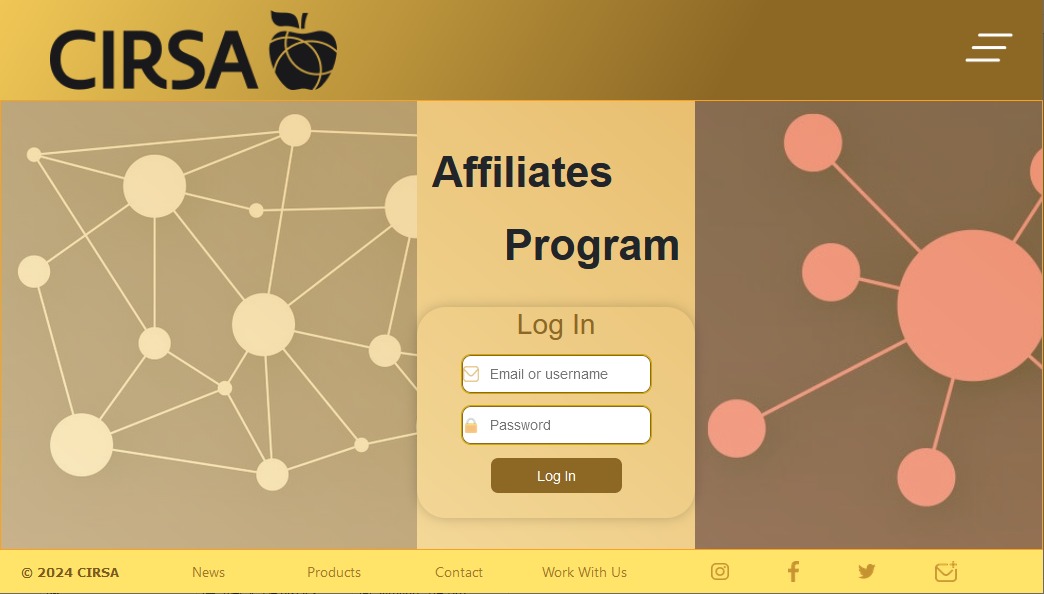 CIRSA
Affiliates
Program
Log In
Email or username
Password
Log In
© 2024 CIRSA News Products Contact Work With Us